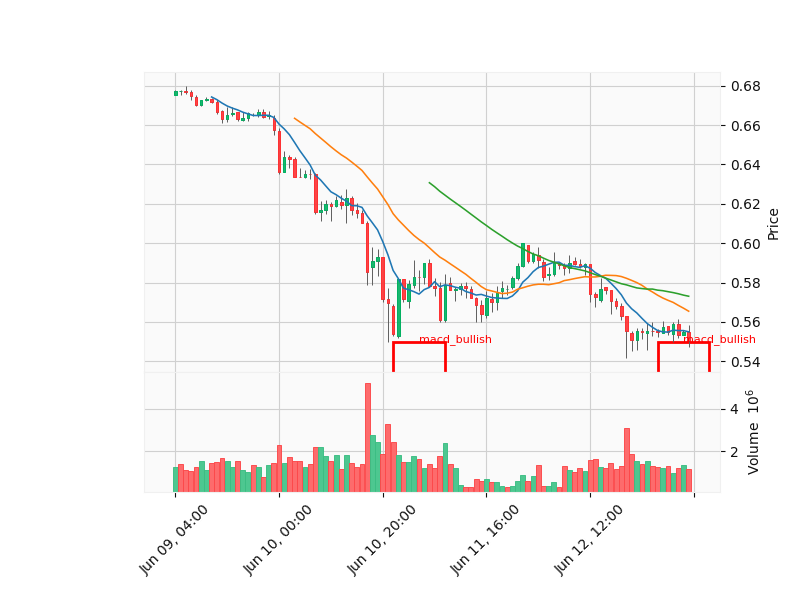 0.68
0.66
0.64
0.62
0.60
0.58
0.56
0.54
Price
macd_bullish
macd_bullish
4
2
Volume 10^6
Jun 09, 04:00
Jun 10, 00:00
Jun 10, 20:00
Jun 11, 16:00
Jun 12, 12:00